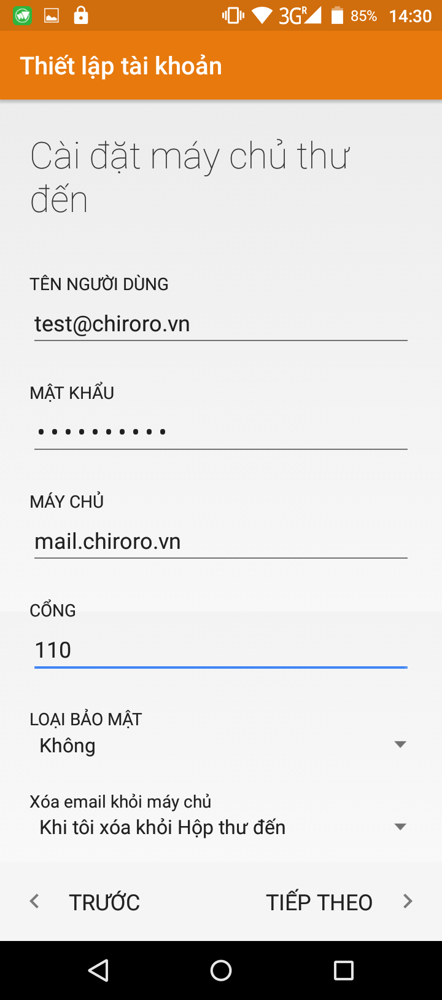 3G R 85% 14:30
Thiết lập tài khoản
Cài đặt máy chủ thư
đến
TÊN NGƯỜI DÙNG
test@chiroro.vn
MẬT KHẨU
••••••••••
MÁY CHỦ
mail.chiroro.vn
CỔNG
110
LOẠI BẢO MẬT
Không
Xóa email khỏi máy chủ
Khi tôi xóa khỏi Hộp thư đến
TRƯỚC TIẾP THEO